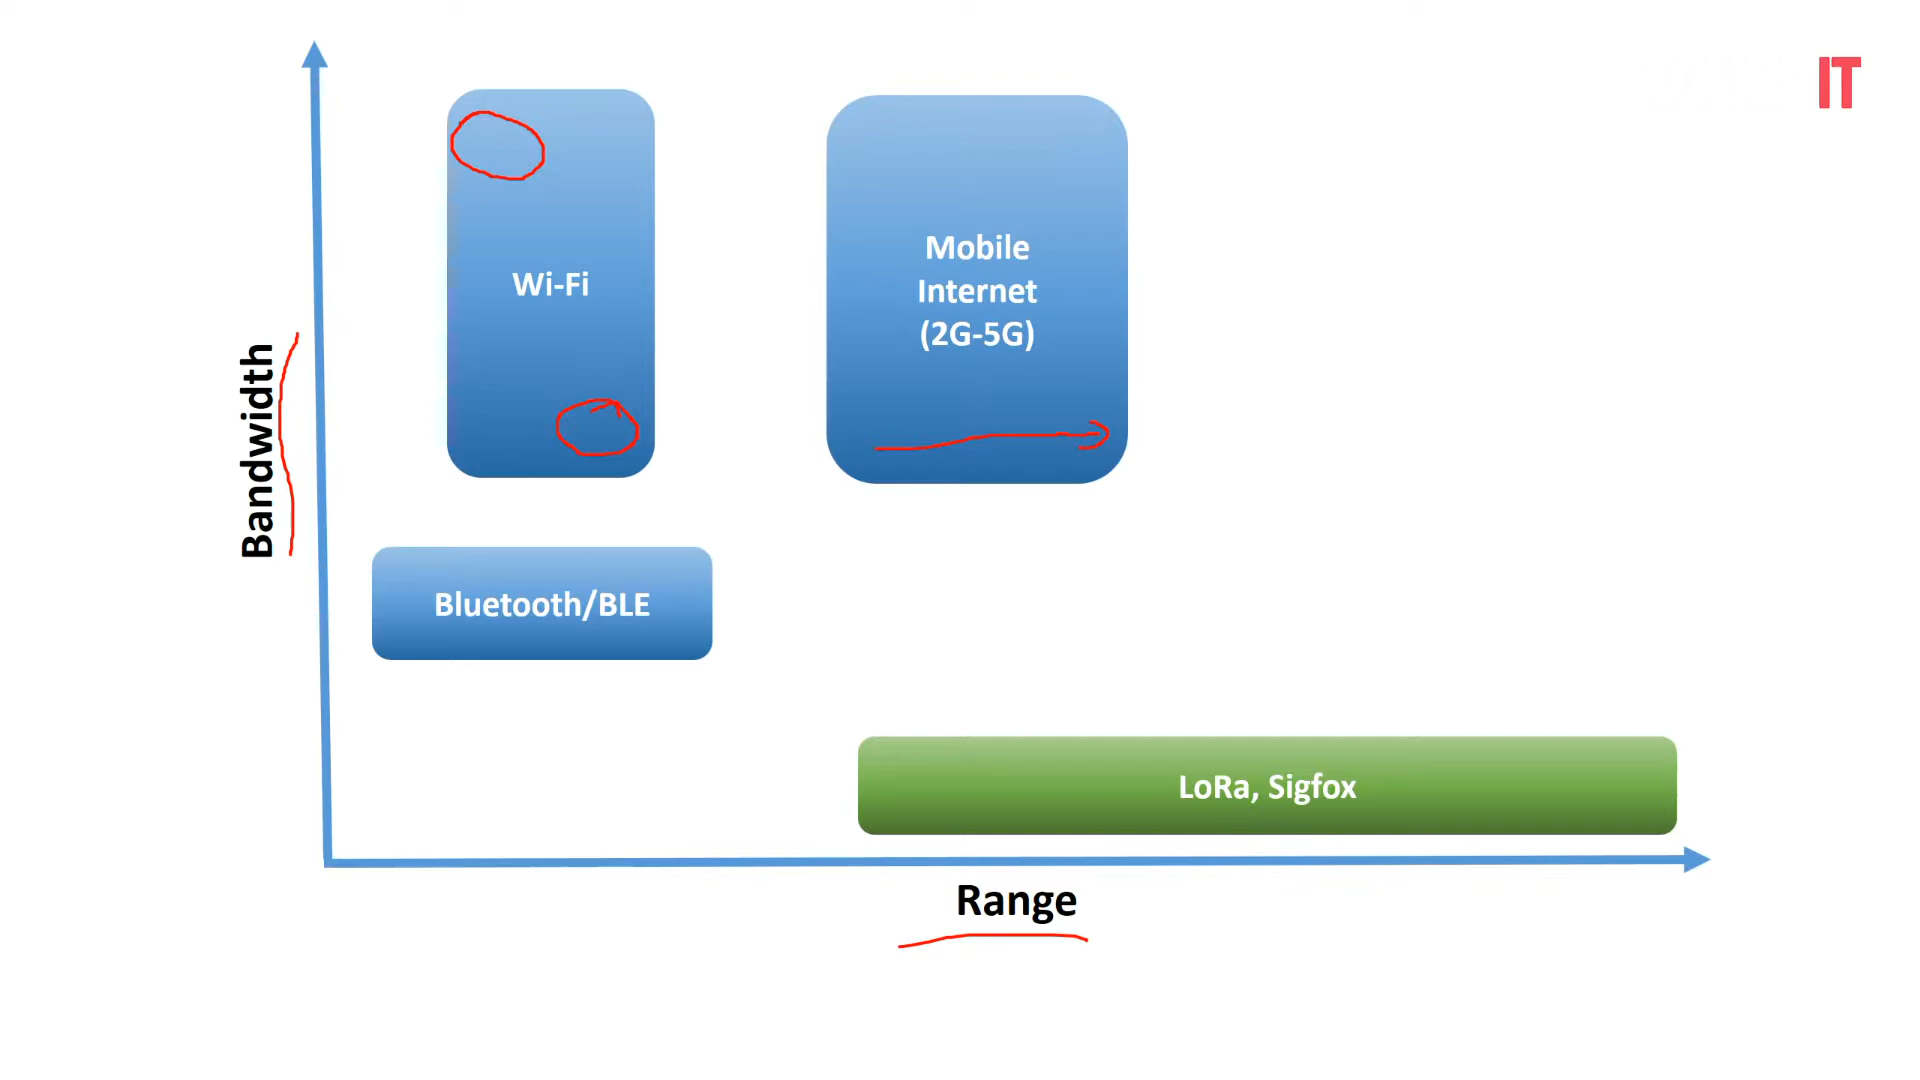 IT
Wi-Fi
Mobile
Internet
(2G-5G)
Bandwidth
Bluetooth/BLE
LoRa, Sigfox
Range